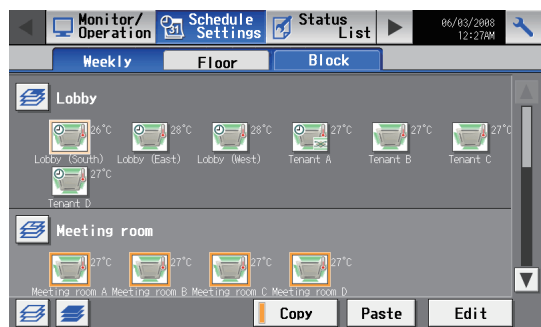 Monitor/
Operation
Schedule
Settings
Status
List
06/03/2008
12:27AM
31
Weekly
Floor
Block
Lobby
26°C
28°C
28°C
27°C
27°C
27°C
Lobby (South)
Lobby (East)
Lobby (West)
Tenant A
Tenant B
Tenant C
27°C
Tenant D
Meeting room
27°C
27°C
27°C
27°C
Meeting room A
Meeting room B
Meeting room C
Meeting room D
Copy
Paste
Edit